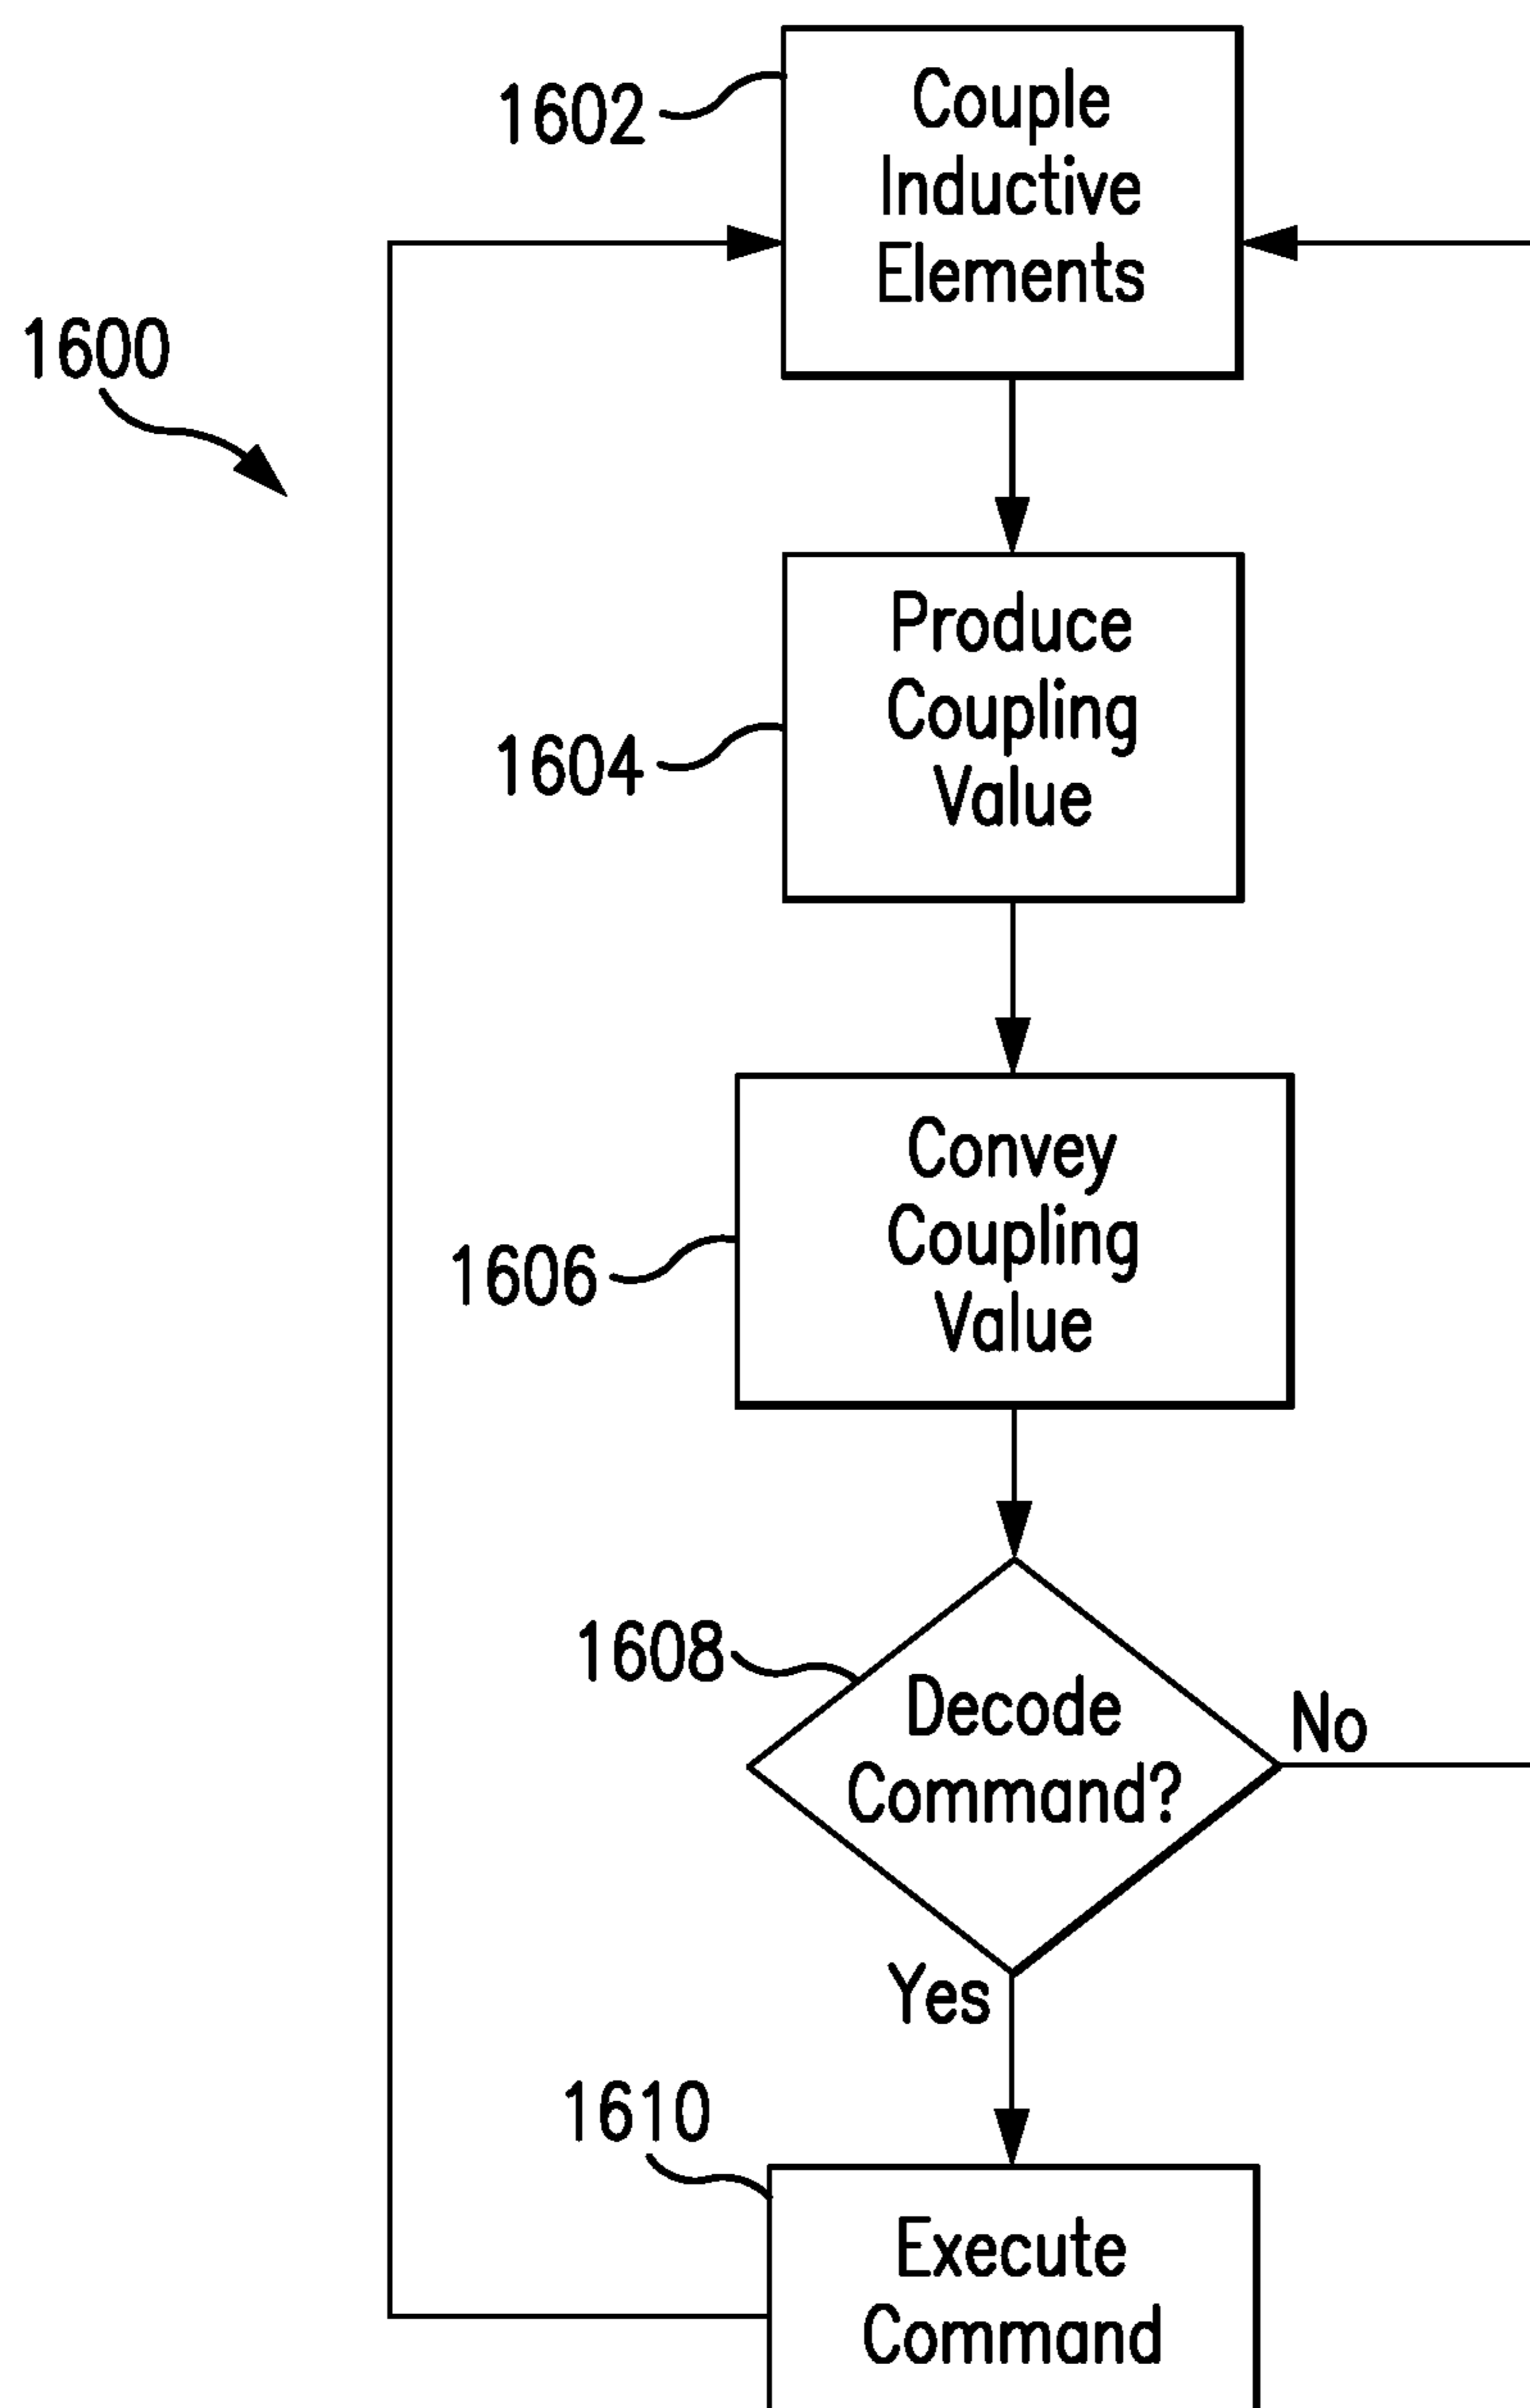 1602
Couple
Inductive
Elements
1600
Produce
Coupling
Value
1604
Convey
Coupling
Value
1606
1608
Decode
Command?
No
Yes
1610
Execute
Command